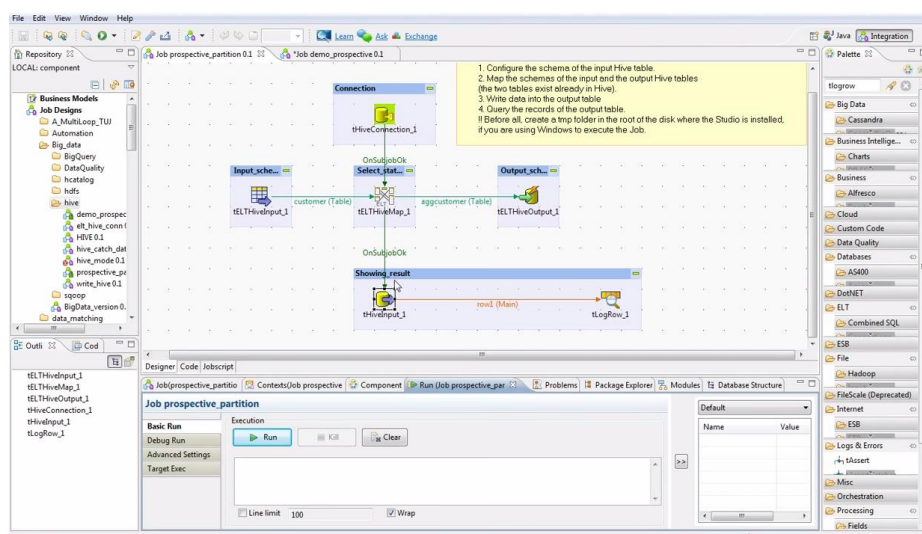 File Edit View Window Help
Learn Ask Exchange
Java Integration
Repository
LOCAL: component
Business Models
Job Designs
A_MultiLoop_TUJ
Automation
Big_data
BigQuery
DataQuality
hcatalog
hdfs
hive
demo_prospec
elt_hive_conn
HIVE 0.1
hive_catch_dat
hive_mode 0.1
prospective_pa
write_hive 0.1
sqoop
BigData_version 0.
data_matching
Outli Cod
tELTHiveInput_1
tELTHiveMap_1
tELTHiveOutput_1
tHiveConnection_1
tHiveInput_1
tLogRow_1
Job prospective_partition 0.1 *Job demo_prospective 0.1
1. Configure the schema of the input Hive table.
2. Map the schemas of the input and the output Hive tables
(the two tables exist already in Hive).
3. Write data into the output table
4. Query the records of the output table.
!! Before all, create a tmp folder in the root of the disk where the Studio is installed,
if you are using Windows to execute the Job.
Connection
tHiveConnection_1
OnSubjobOk
Input_sche...
tELTHiveInput_1
customer (Table)
Select_stat...
ELT
tELTHiveMap_1
aggcustomer (Table)
Output_sch...
tELTHiveOutput_1
OnSubjobOk
Showing_result
tHiveInput_1
row1 (Main)
tLogRow_1
Designer Code Jobscript
Job(prospective_partitio Contexts(Job prospective Component Run (Job prospective_par Problems Package Explorer Modules Database Structure
Job prospective_partition
Basic Run
Debug Run
Advanced Settings
Target Exec
Execution
Run Kill Clear
Line limit 100 Wrap
>>
Default
Name Value
Palette
tlogrow
Big Data
Cassandra
Business Intellige...
Charts
Business
Alfresco
Cloud
Custom Code
Data Quality
Databases
AS400
DotNET
ELT
Combined SQL
ESB
File
Hadoop
FileScale (Deprecated)
Internet
ESB
Logs & Errors
tAssert
Misc
Orchestration
Processing
Fields